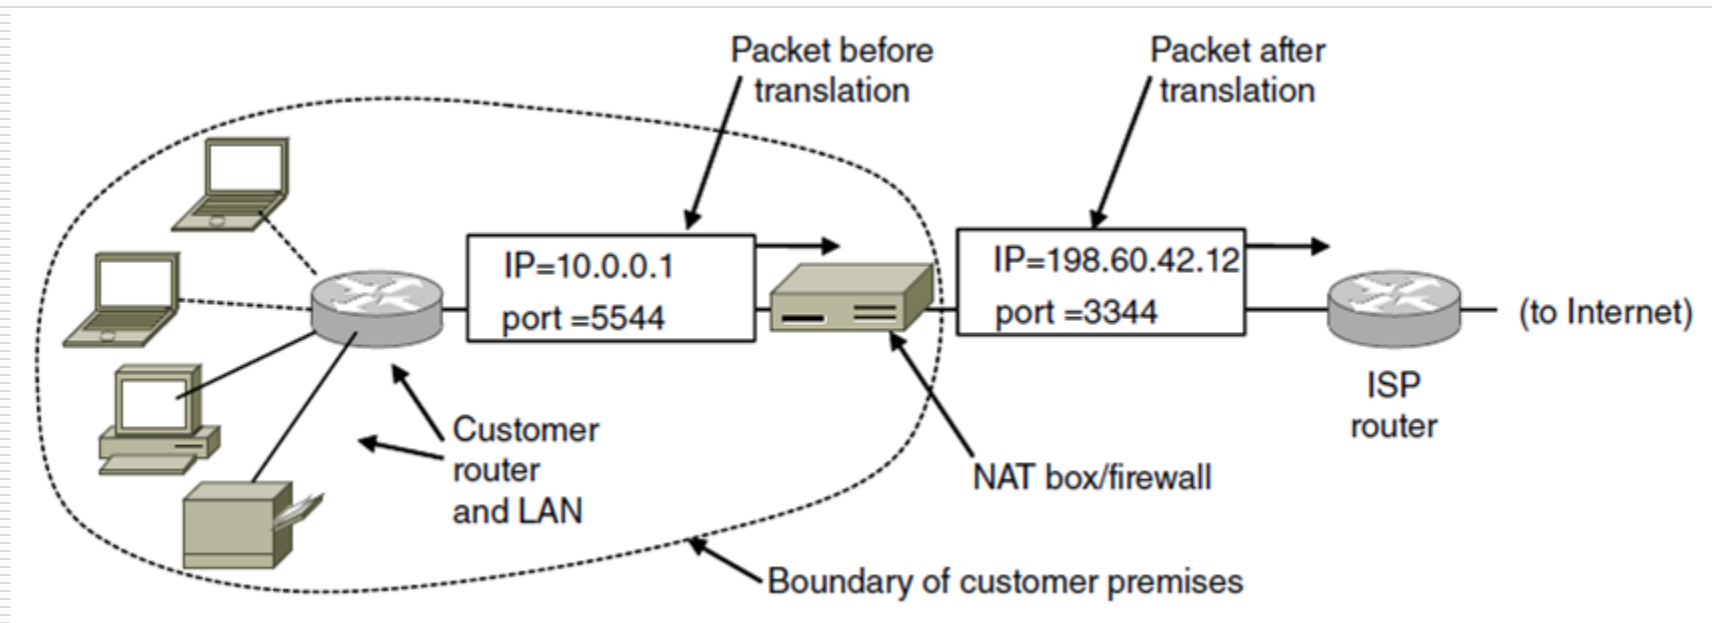 Packet before
translation
Packet after
translation
IP=10.0.0.1
port =5544
IP=198.60.42.12
port =3344
(to Internet)
ISP
router
Customer
router
and LAN
NAT box/firewall
Boundary of customer premises